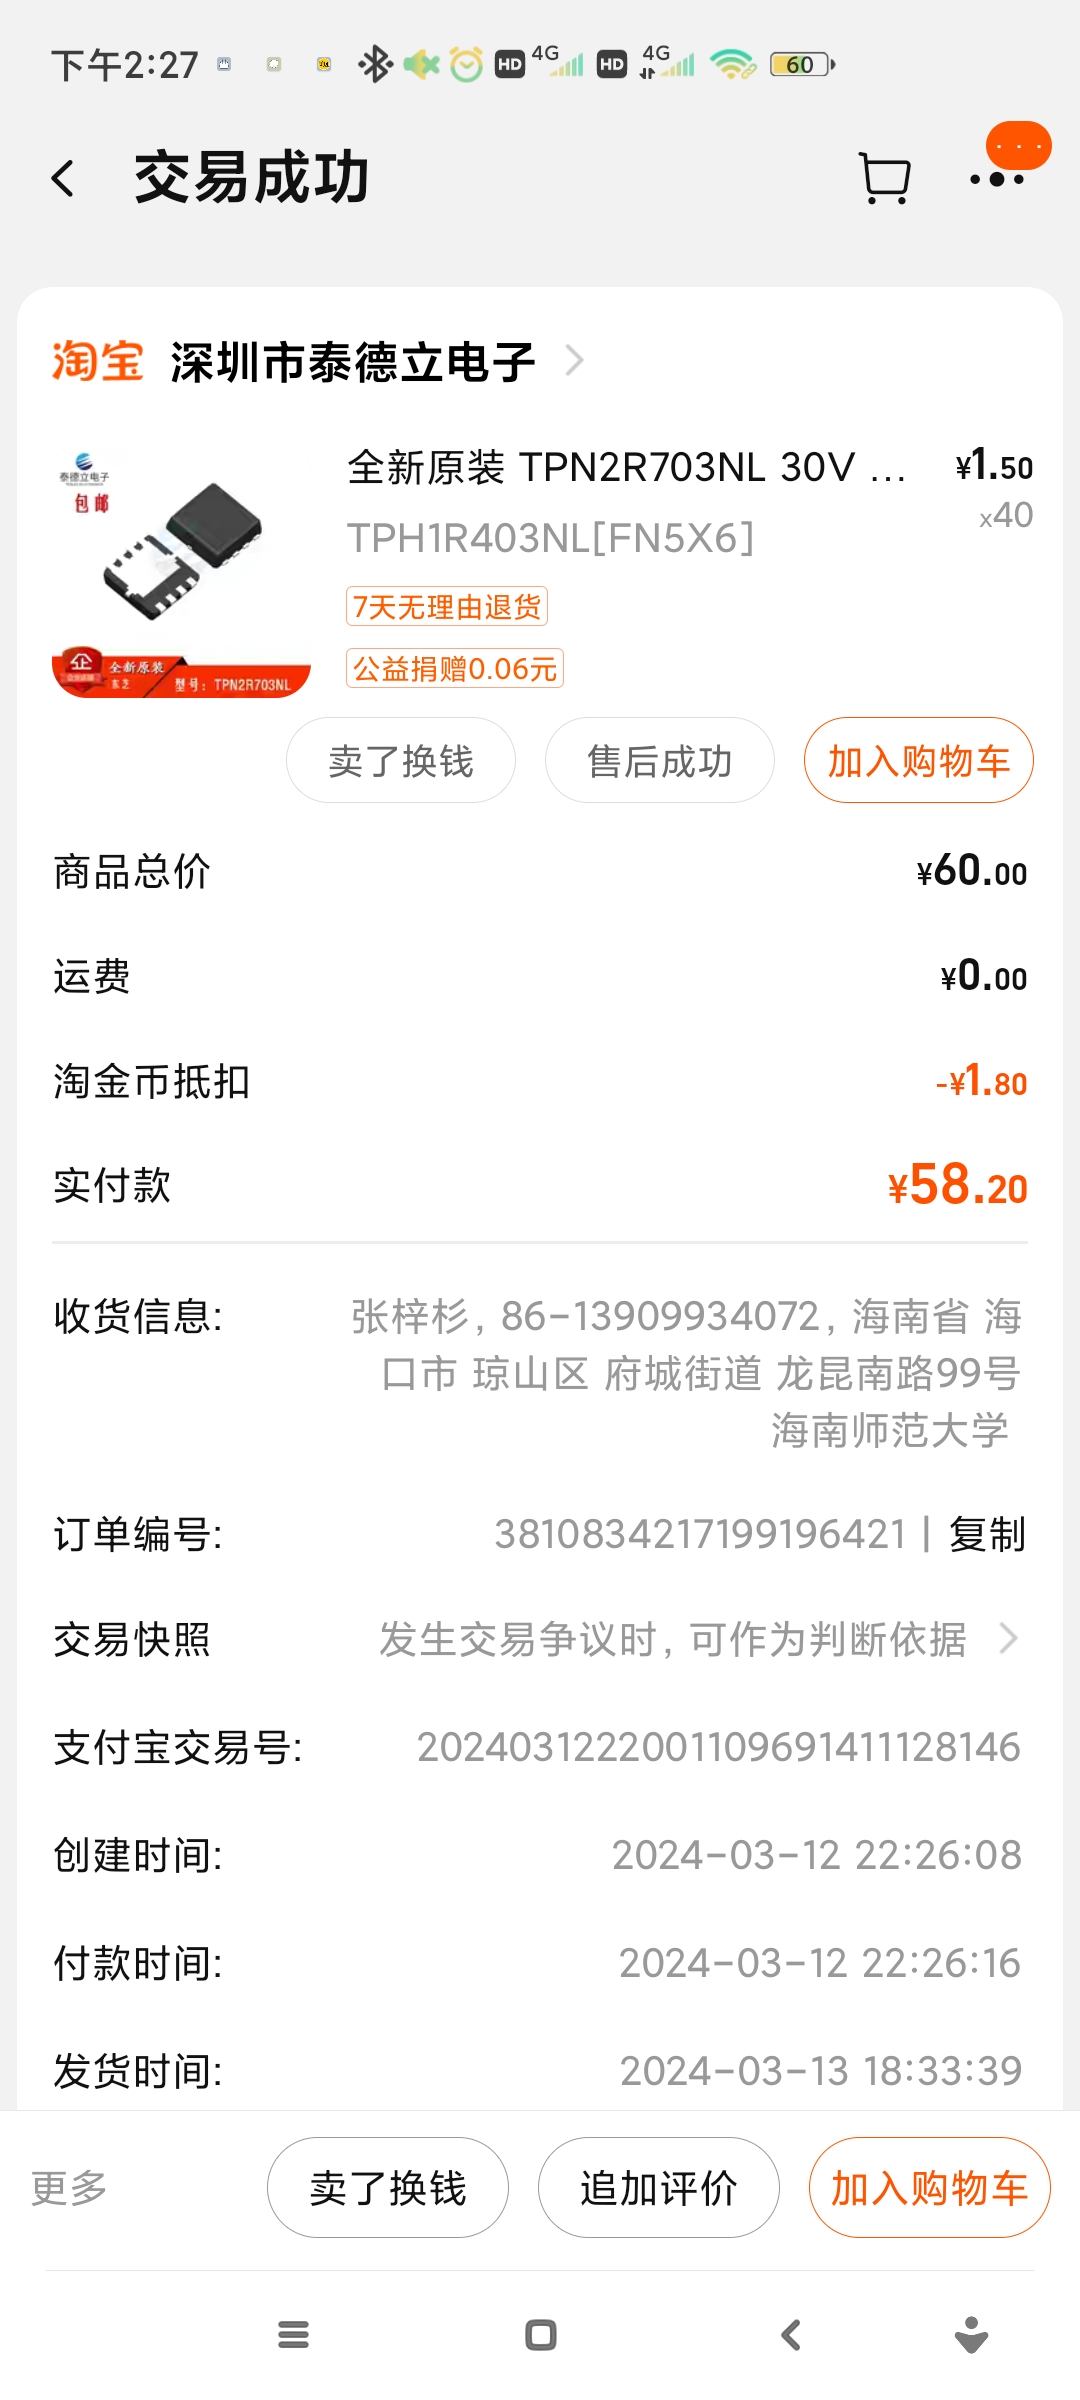 下午2:27
HD 4G HD 4G 60
交易成功
淘宝 深圳市泰德立电子
泰德立电子
包邮
企
全新原装
东芝
型号：TPN2R703NL
全新原装 TPN2R703NL 30V ...
¥1.50
TPH1R403NL[FN5X6]
x40
7天无理由退货
公益捐赠0.06元
卖了换钱 售后成功 加入购物车
商品总价 ¥60.00
运费 ¥0.00
淘金币抵扣 -¥1.80
实付款 ¥58.20
收货信息: 张梓杉, 86-13909934072, 海南省 海
口市 琼山区 府城街道 龙昆南路99号
海南师范大学
订单编号: 3810834217199196421 | 复制
交易快照 发生交易争议时, 可作为判断依据
支付宝交易号: 2024031222001109691411128146
创建时间: 2024-03-12 22:26:08
付款时间: 2024-03-12 22:26:16
发货时间: 2024-03-13 18:33:39
更多 卖了换钱 追加评价 加入购物车